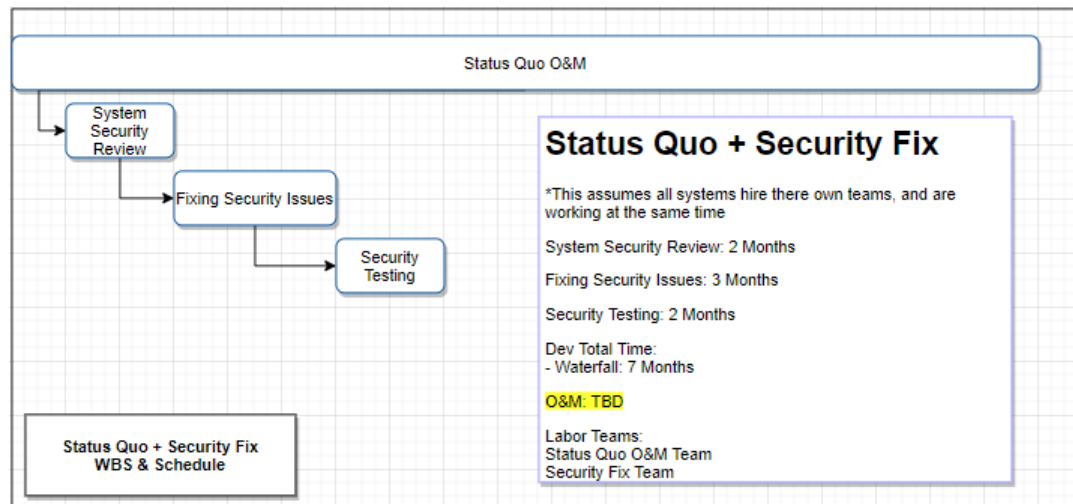 Status Quo O&M
System
Security
Review
Fixing Security Issues
Security
Testing
Status Quo + Security Fix
*This assumes all systems hire there own teams, and are
working at the same time
System Security Review: 2 Months
Fixing Security Issues: 3 Months
Security Testing: 2 Months
Dev Total Time:
- Waterfall: 7 Months
O&M: TBD
Labor Teams:
Status Quo O&M Team
Security Fix Team
Status Quo + Security Fix
WBS & Schedule